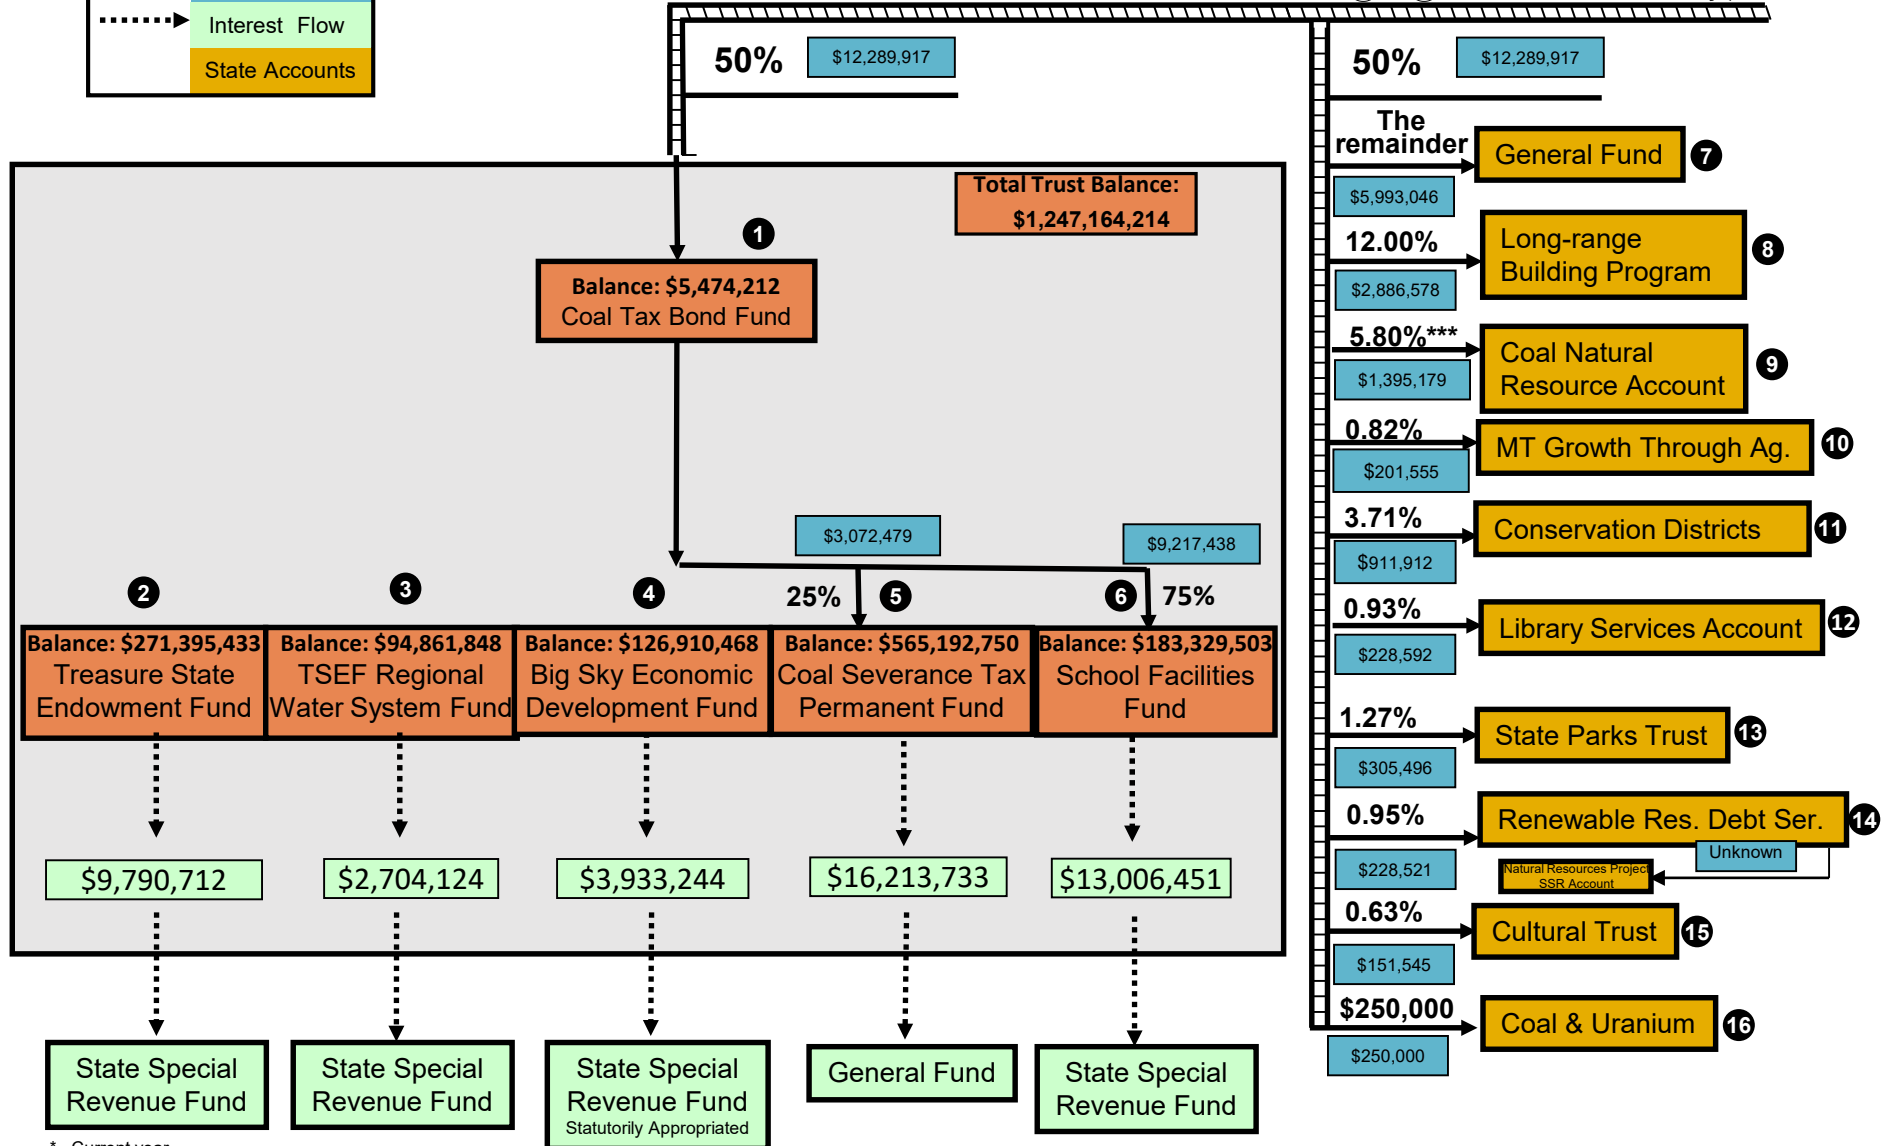 Interest Flow
State Accounts
50%
$12,289,917
50%
$12,289,917
Total Trust Balance:
$1,247,164,214
1
Balance: $5,474,212
Coal Tax Bond Fund
$3,072,479
$9,217,438
2
3
4
25%
5
6
75%
Balance: $271,395,433
Treasure State
Endowment Fund
Balance: $94,861,848
TSEF Regional
Water System Fund
Balance: $126,910,468
Big Sky Economic
Development Fund
Balance: $565,192,750
Coal Severance Tax
Permanent Fund
Balance: $183,329,503
School Facilities
Fund
$9,790,712
$2,704,124
$3,933,244
$16,213,733
$13,006,451
State Special
Revenue Fund
State Special
Revenue Fund
State Special
Revenue Fund
Statutorily Appropriated
General Fund
State Special
Revenue Fund
The
remainder
General Fund
7
$5,993,046
12.00%
Long-range
Building Program
8
$2,886,578
5.80%***
Coal Natural
Resource Account
9
$1,395,179
0.82%
MT Growth Through Ag.
10
$201,555
3.71%
Conservation Districts
11
$911,912
0.93%
Library Services Account
12
$228,592
1.27%
State Parks Trust
13
$305,496
0.95%
Renewable Res. Debt Ser.
14
Unknown
$228,521
Natural Resources Project
SSR Account
0.63%
Cultural Trust
15
$151,545
$250,000
Coal & Uranium
16
$250,000
* Current year